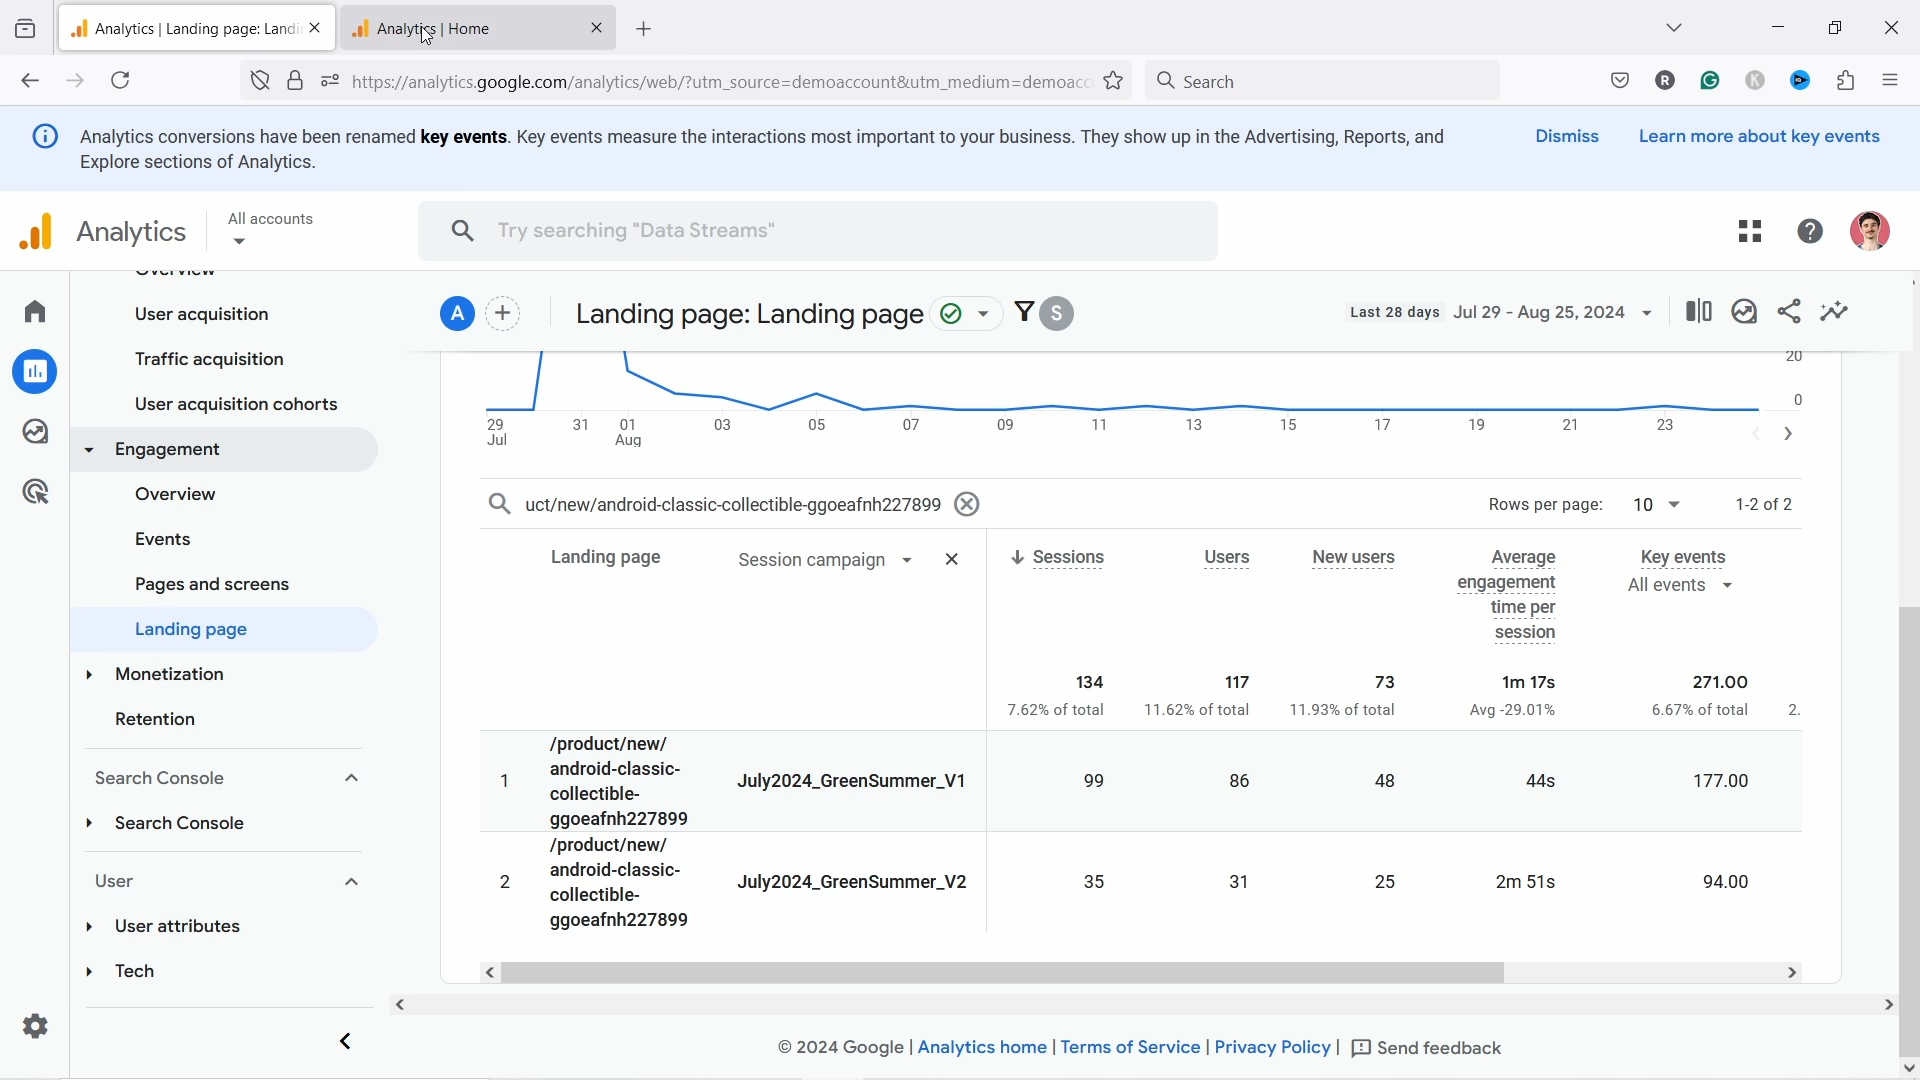 Analytics | Landing page: Landi
Analytics | Home
https://analytics.google.com/analytics/web/?utm_source=demoaccount&utm_medium=demoacc
Search
R
G
K
Analytics conversions have been renamed key events. Key events measure the interactions most important to your business. They show up in the Advertising, Reports, and
Explore sections of Analytics.
Dismiss
Learn more about key events
Analytics
All accounts
Try searching "Data Streams"
Overview
User acquisition
Traffic acquisition
User acquisition cohorts
Engagement
Overview
Events
Pages and screens
Landing page
Monetization
Retention
Search Console
Search Console
User
User attributes
Tech
A
Landing page: Landing page
S
Last 28 days Jul 29 - Aug 25, 2024
20
0
29 31 01 03 05 07 09 11 13 15 17 19 21 23
Jul Aug
uct/new/android-classic-collectible-ggoeafnh227899
Rows per page: 10 1-2 of 2
Landing page
Session campaign
Sessions
Users
New users
Average
engagement
time per
session
Key events
All events
134 117 73 1m 17s 271.00
7.62% of total 11.62% of total 11.93% of total Avg -29.01% 6.67% of total 2.
1
/product/new/
android-classic-
collectible-
ggoeafnh227899
July2024_GreenSummer_V1 99 86 48 44s 177.00
2
/product/new/
android-classic-
collectible-
ggoeafnh227899
July2024_GreenSummer_V2 35 31 25 2m 51s 94.00
© 2024 Google | Analytics home | Terms of Service | Privacy Policy | Send feedback